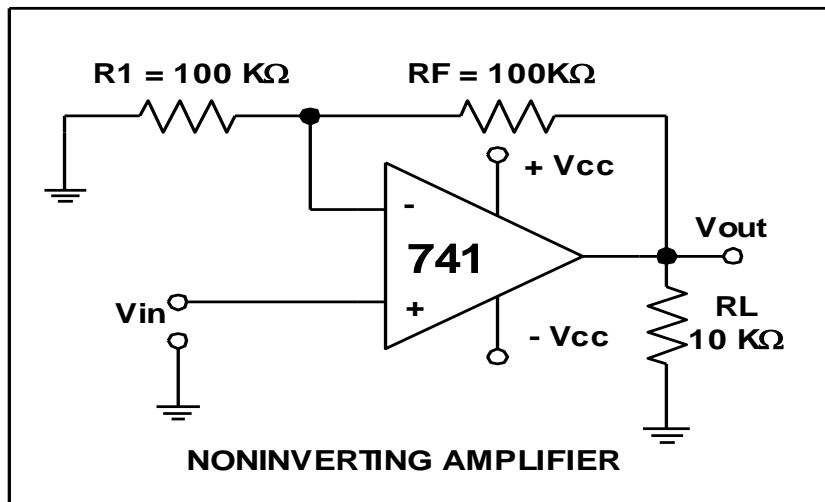 R1 = 100 KΩ
RF = 100KΩ
+ Vcc
-
741
Vout
Vin
+
- Vcc
RL
10 KΩ
NONINVERTING AMPLIFIER